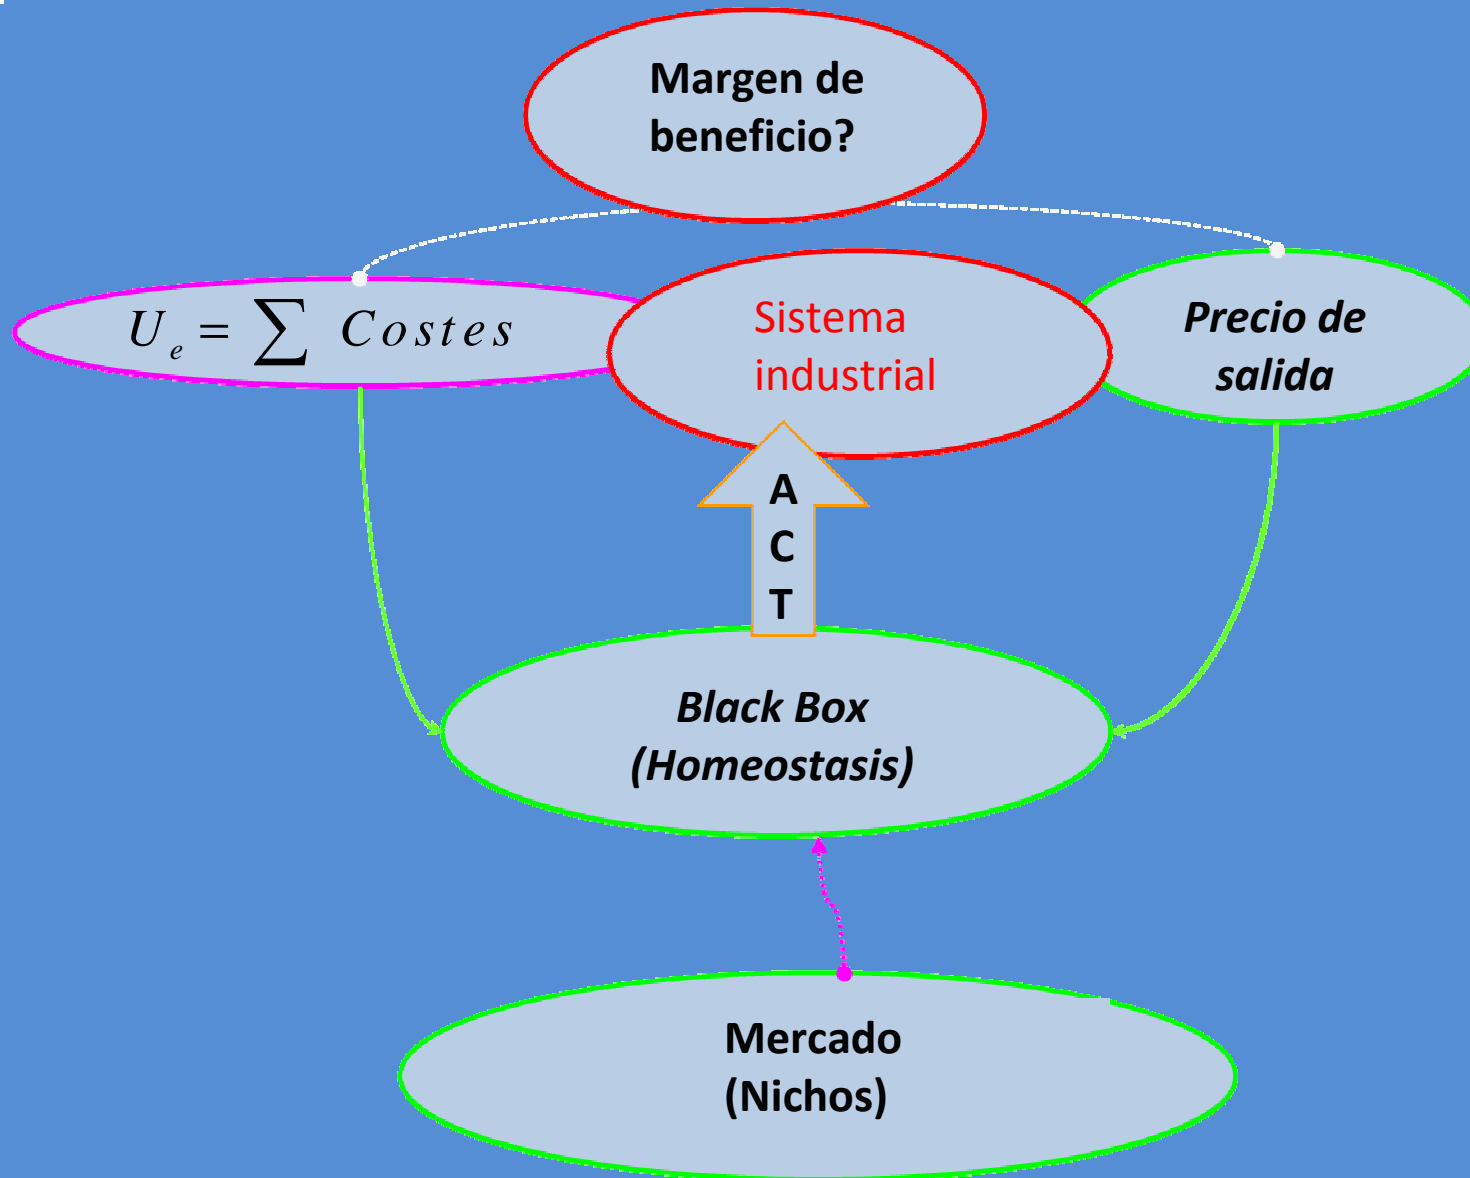 Margen de
beneficio?
U_e = ∑ Costes
Sistema
industrial
Precio de
salida
A
C
T
Black Box
(Homeostasis)
Mercado
(Nichos)